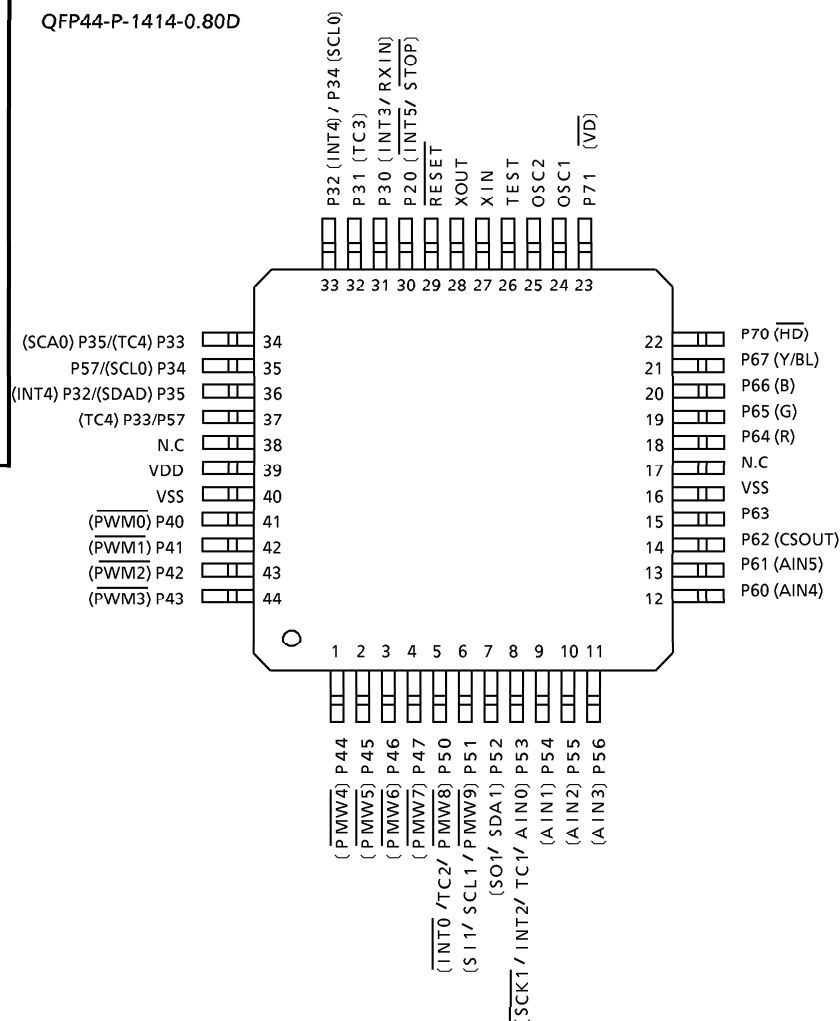 QFP44-P-1414-0.80D
P32 (INT4) / P34 (SCL0)
P31 (TC3)
P30 (INT3/ RXIN)
P20 (INT5/ STOP)
RESET
XOUT
XIN
TEST
OSC2
OSC1
P71 (VD)
33 32 31 30 29 28 27 26 25 24 23
(SCA0) P35/(TC4) P33 34
P57/(SCL0) P34 35
(INT4) P32/(SDAD) P35 36
(TC4) P33/P57 37
N.C 38
VDD 39
VSS 40
(PWM0) P40 41
(PWM1) P41 42
(PWM2) P42 43
(PWM3) P43 44
22 P70 (HD)
21 P67 (Y/BL)
20 P66 (B)
19 P65 (G)
18 P64 (R)
17 N.C
16 VSS
15 P63
14 P62 (CSOUT)
13 P61 (AIN5)
12 P60 (AIN4)
1 2 3 4 5 6 7 8 9 10 11
(PMW4) P44
(PMW5) P45
(PMW6) P46
(PMW7) P47
(INT0 /TC2/ PMW8) P50
(SI1/ SCL1 /PMW9) P51
(SO1/ SDA1) P52
(SCK1/ INT2/ TC1/ AIN0) P53
(AIN1) P54
(AIN2) P55
(AIN3) P56